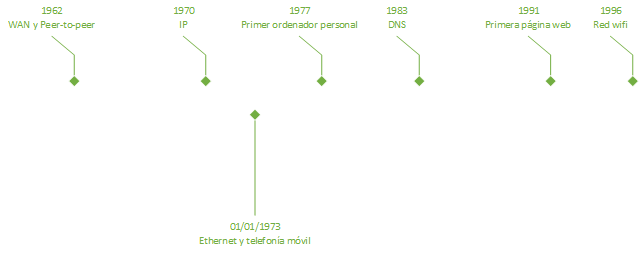 1962
WAN y Peer-to-peer
1970
IP
1977
Primer ordenador personal
1983
DNS
1991
Primera página web
1996
Red wifi
01/01/1973
Ethernet y telefonía móvil